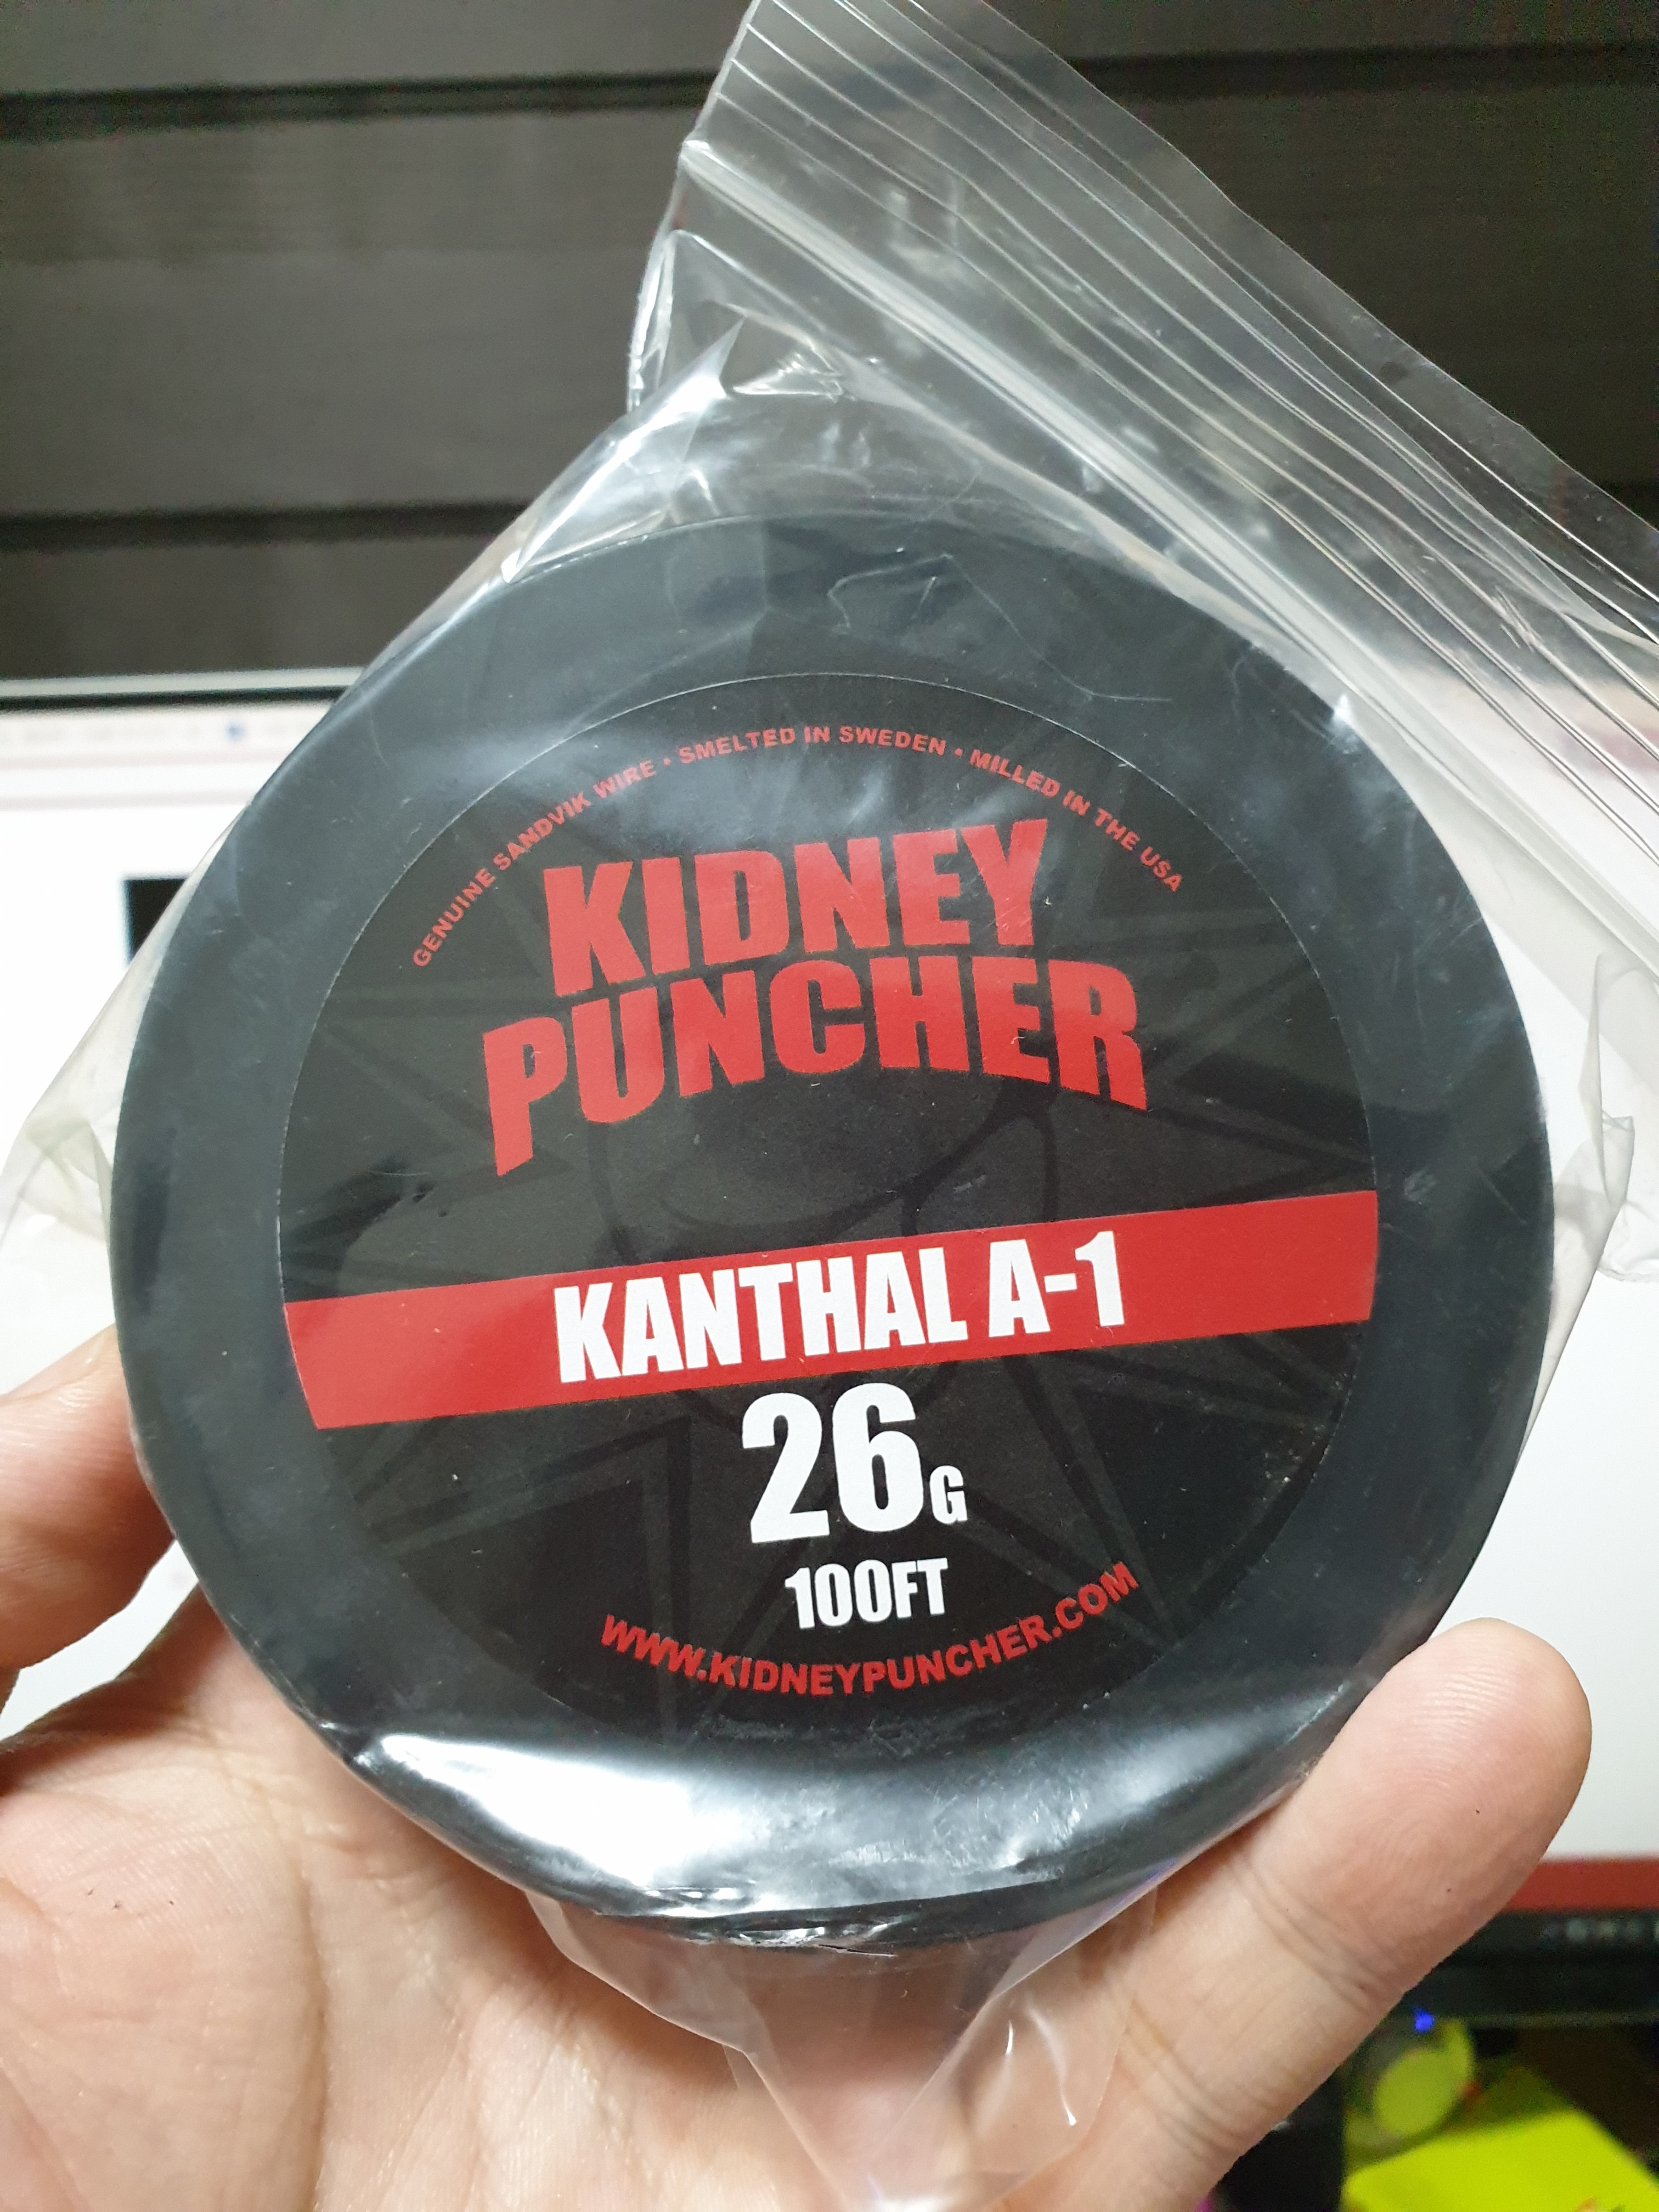 GENUINE SANDVIK WIRE • SMELTED IN SWEDEN • MILLED IN THE USA
KIDNEY
PUNCHER
KANTHAL A-1
26G
100FT
WWW.KIDNEYPUNCHER.COM